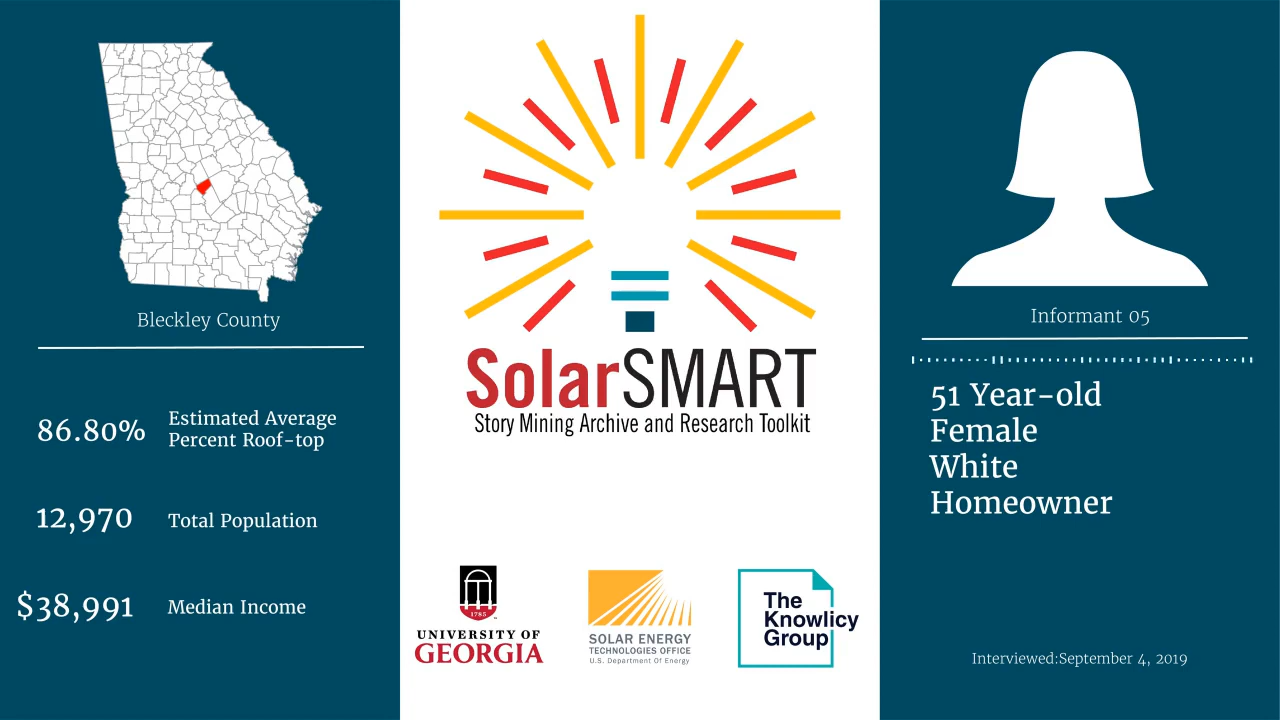 Bleckley County
86.80%
Estimated Average
Percent Roof-top
12,970
Total Population
$38,991
Median Income
SolarSMART
Story Mining Archive and Research Toolkit
1785
UNIVERSITY OF
GEORGIA
SOLAR ENERGY
TECHNOLOGIES OFFICE
U.S. Department Of Energy
The
Knowlicy
Group
Informant 05
51 Year-old
Female
White
Homeowner
Interviewed:September 4, 2019